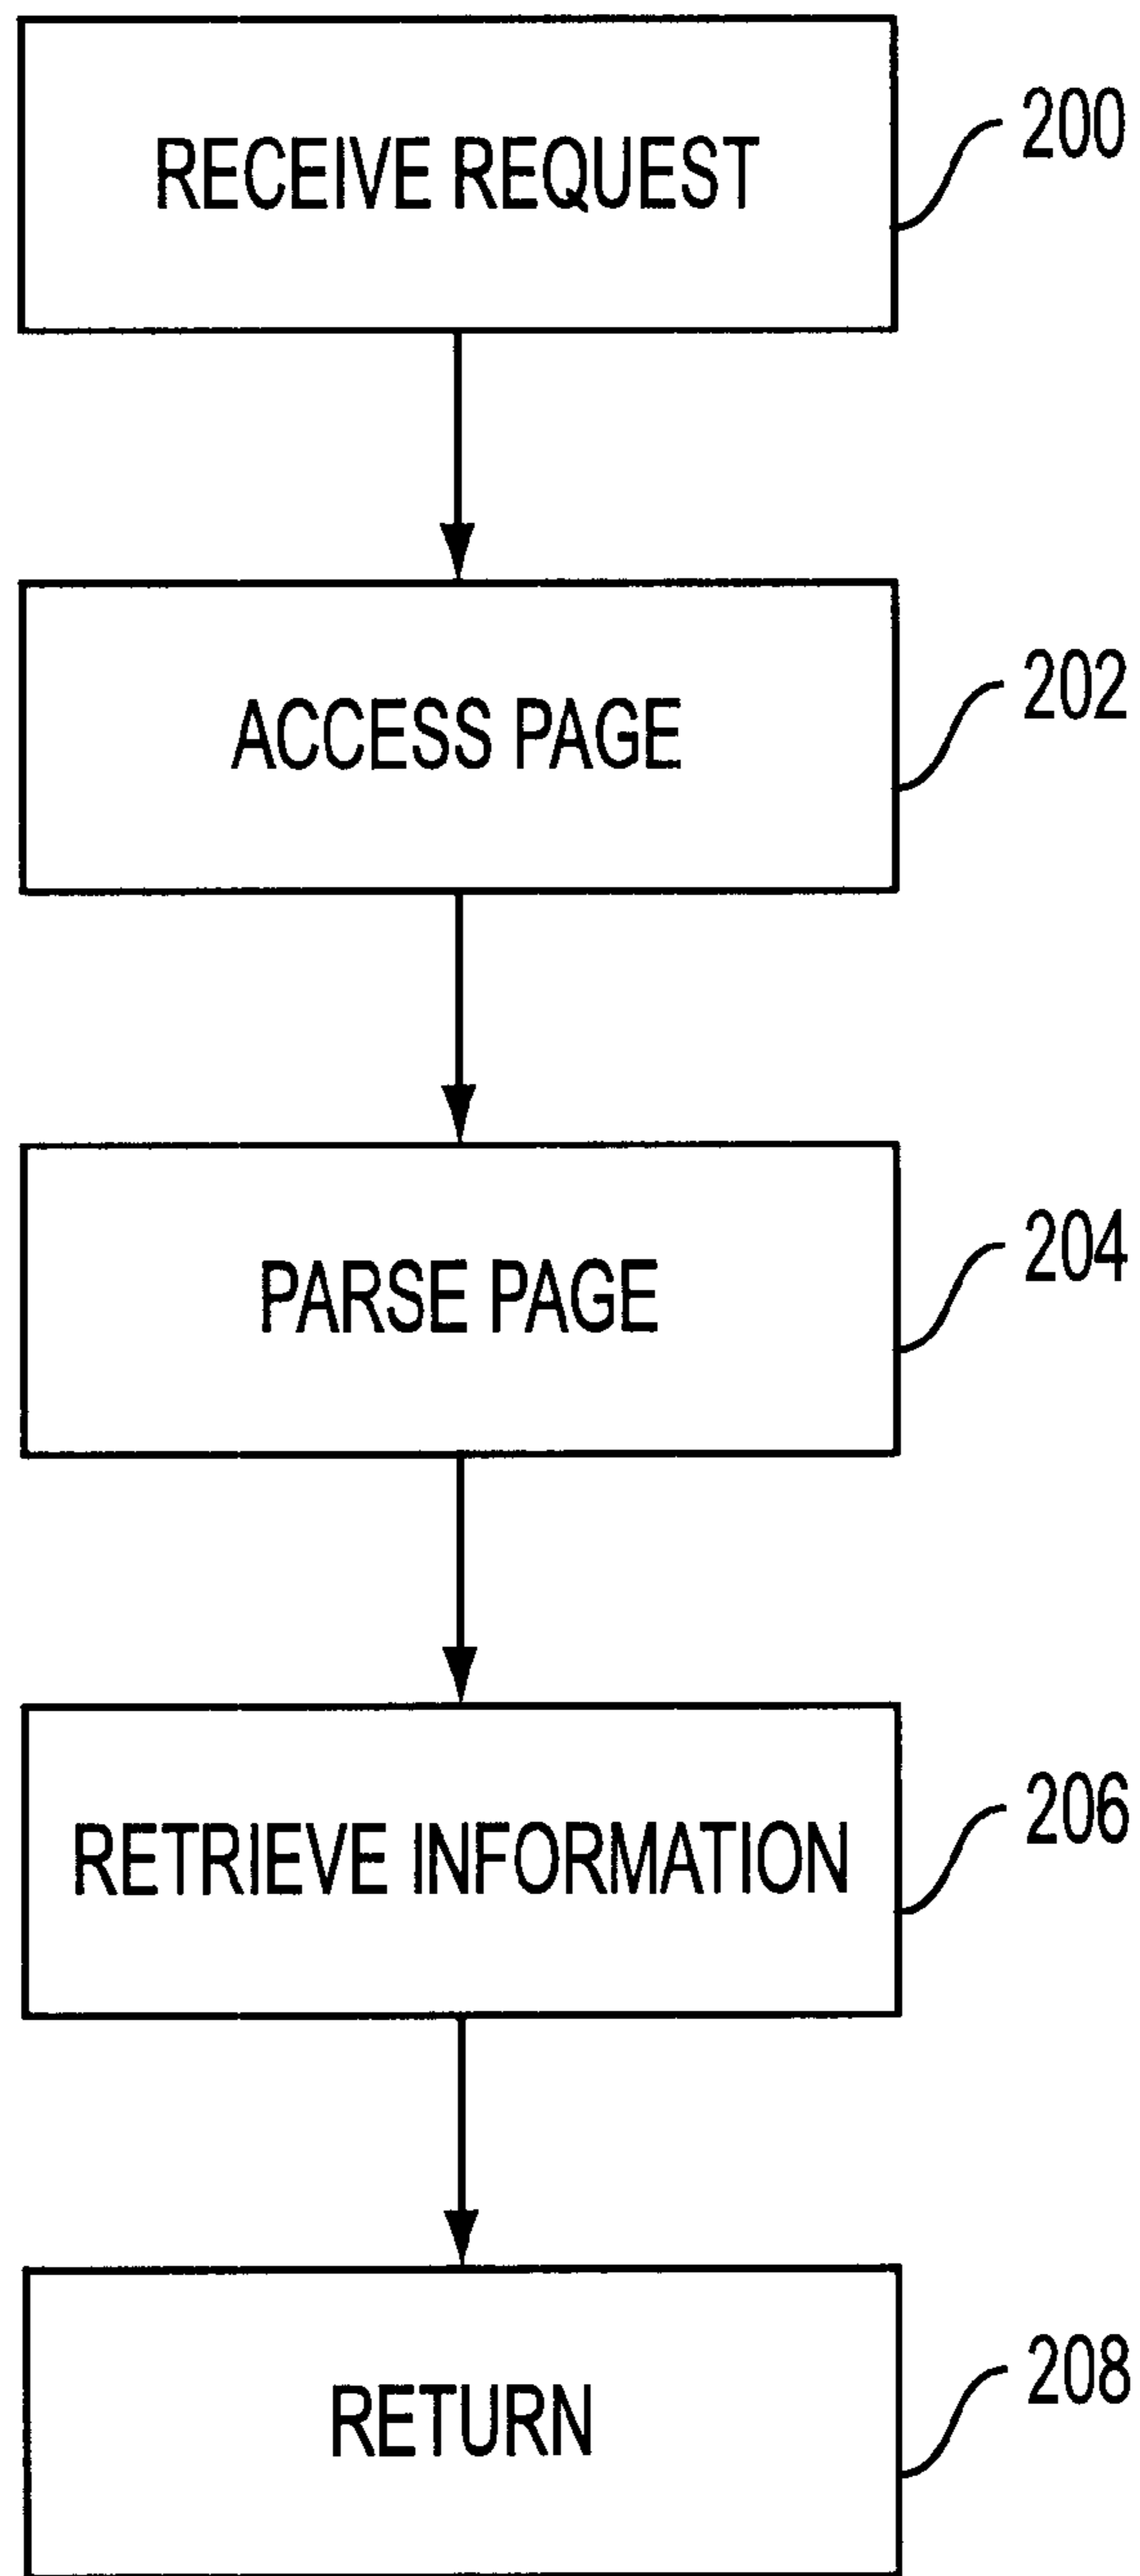 RECEIVE REQUEST
200
ACCESS PAGE
202
PARSE PAGE
204
RETRIEVE INFORMATION
206
RETURN
208